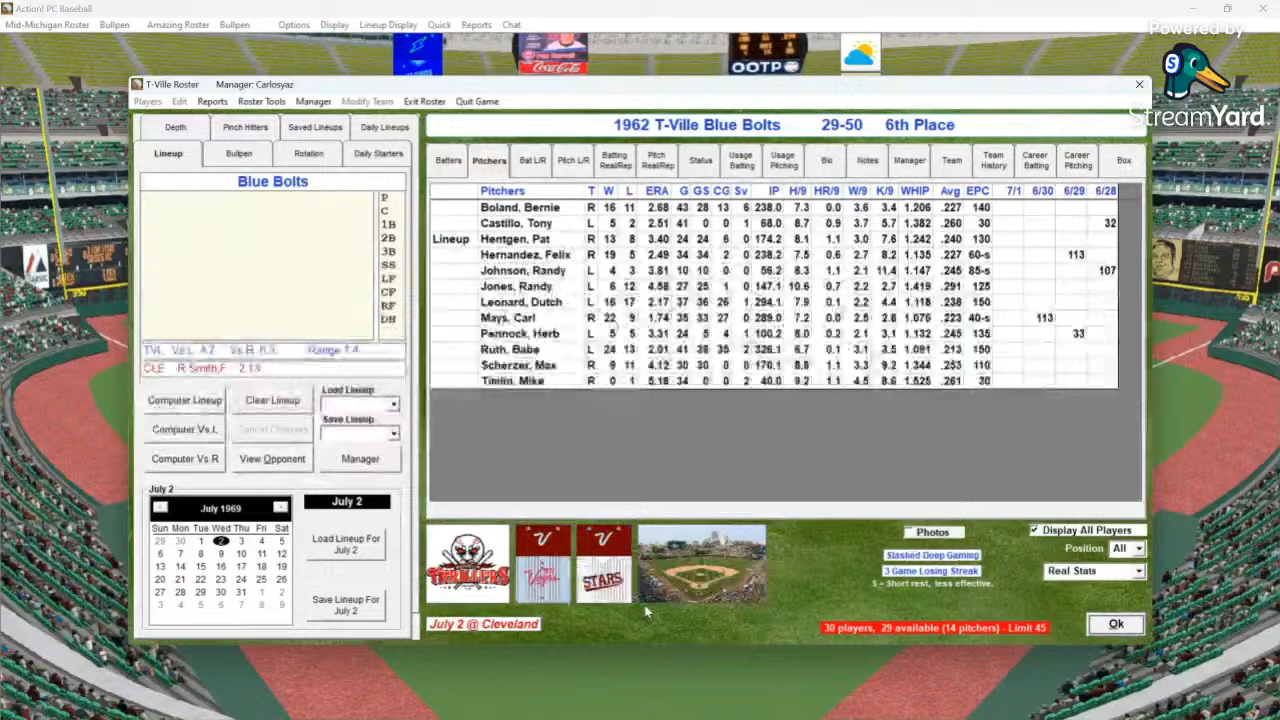 Action! PC Baseball
Mid-Michigan Roster Bullpen Amazing Roster Bullpen Options Display Lineup Display Quick Reports Chat
Powered by
StreamYard
Coca-Cola
OOTP
T-Ville Roster Manager: Carlosyaz
Players Edit Reports Roster Tools Manager Modify Team Exit Roster Quit Game
Depth Pinch Hitters Saved Lineups Daily Lineups
Lineup Bullpen Rotation Daily Starters
1962 T-Ville Blue Bolts 29-50 6th Place
Batters Pitchers Bat L/R Pitch L/R Batting Real/Rep Pitch Real/Rep Status Usage Batting Usage Pitching Bio Notes Manager Team Team History Career Batting Career Pitching Box
Blue Bolts
P
C
1B
2B
3B
SS
LF
CF
RF
DH
Pitchers T W L ERA G GS CG Sv IP H/9 HR/9 W/9 K/9 WHIP Avg EPC 7/1 6/30 6/29 6/28
Boland, Bernie R 16 11 2.68 43 28 13 6 238.0 7.3 0.0 3.6 3.4 1.206 .227 140
Castillo, Tony L 5 2 2.51 41 0 0 1 68.0 8.7 0.9 3.7 5.7 1.382 .260 30 32
Lineup Hentgen, Pat R 13 8 3.40 24 24 6 0 174.2 8.1 1.1 3.0 7.6 1.242 .240 130
Hernandez, Felix R 19 5 2.49 34 34 2 0 238.2 7.5 0.6 2.7 8.2 1.135 .227 60-s 113
Johnson, Randy L 4 3 3.81 10 10 0 0 56.2 8.3 1.1 2.1 11.4 1.147 .245 85-s 107
Jones, Randy L 6 12 4.58 27 25 1 0 147.1 10.6 0.7 2.2 2.7 1.419 .291 125
Leonard, Dutch R 16 17 2.17 37 36 26 1 294.1 7.9 0.1 2.2 4.4 1.118 .238 150
Mays, Carl R 22 9 1.74 35 33 27 0 289.0 7.2 0.0 2.5 2.8 1.076 .223 40-s 113
Pennock, Herb L 5 5 3.31 24 5 4 1 100.2 8.0 0.2 2.1 3.1 1.132 .245 135 33
Ruth, Babe L 24 13 2.01 41 38 35 2 326.1 6.7 0.1 3.1 3.5 1.091 .213 150
Scherzer, Max R 9 11 4.12 30 30 0 0 170.1 8.8 1.1 3.3 9.2 1.344 .253 110
Timlin, Mike R 0 1 5.18 34 0 0 2 40.0 9.2 1.1 4.5 8.6 1.525 .261 30
CLE R Smith,F 2 13
Computer Lineup Clear Lineup Load Lineup
Computer Vs L Cancel Changes Save Lineup
Computer Vs R View Opponent Manager
July 2
July 1969 July 2
Sun Mon Tue Wed Thu Fri Sat
29 30 1 2 3 4 5
6 7 8 9 10 11 12
13 14 15 16 17 18 19
20 21 22 23 24 25 26
27 28 29 30 31 1 2
3 4 5 6 7 8 9
Load Lineup For July 2
Save Lineup For July 2
THRILLERS
V
V
STARS
July 2 @ Cleveland
Photos
Slashed Deep Gaming
3 Game Losing Streak
S - Short rest, less effective.
Display All Players
Position All
Real Stats
30 players, 29 available (14 pitchers) - Limit 45
Ok